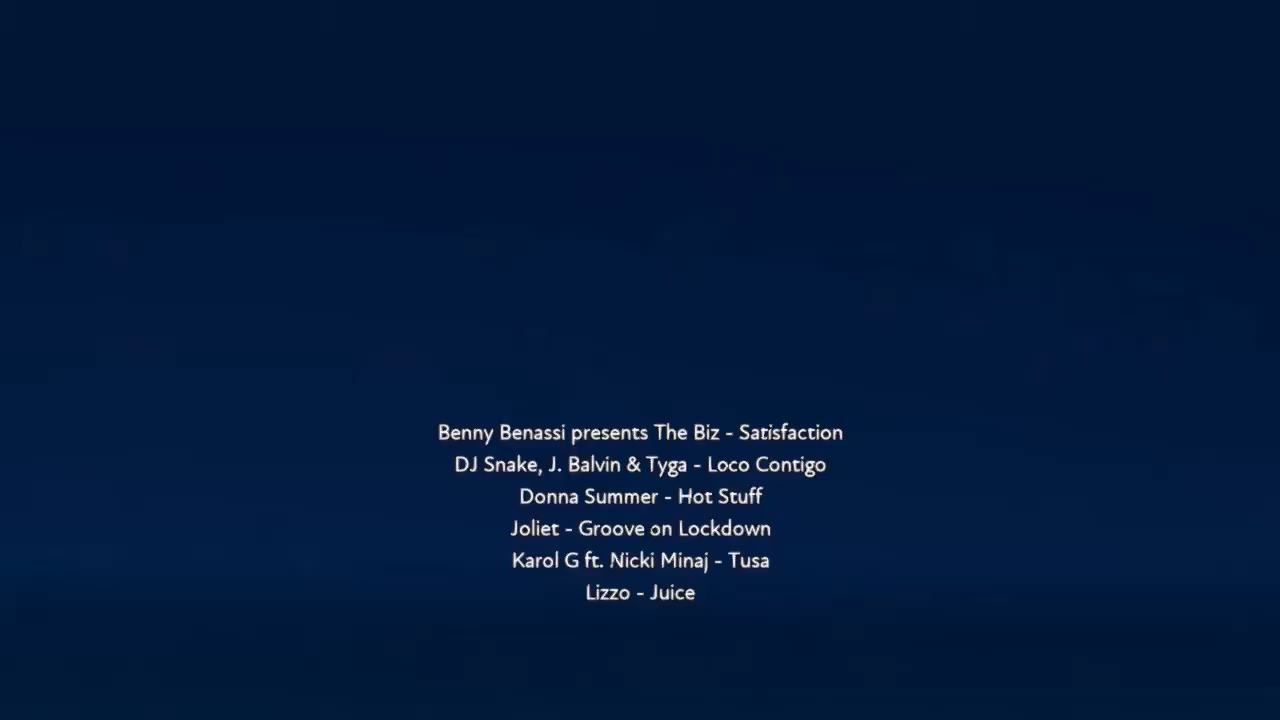 Benny Benassi presents The Biz - Satisfaction
DJ Snake, J. Balvin & Tyga - Loco Contigo
Donna Summer - Hot Stuff
Joliet - Groove on Lockdown
Karol G ft. Nicki Minaj - Tusa
Lizzo - Juice